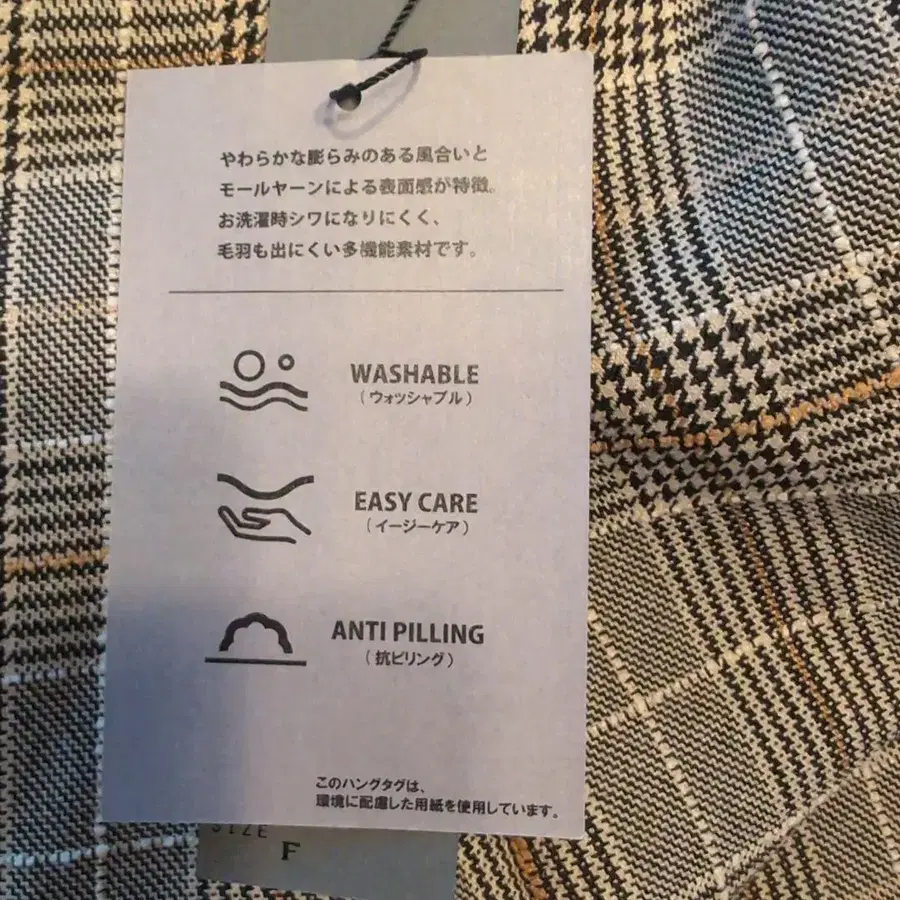 やわらかな膨らみのある風合いと
モールヤーンによる表面感が特徴。
お洗濯時シワになりにくく、
毛羽も出にくい多機能素材です。
WASHABLE
（ウォッシャブル）
EASY CARE
（イージーケア）
ANTI PILLING
（抗ピリング）
このハングタグは、
環境に配慮した用紙を使用しています。
SIZE
F